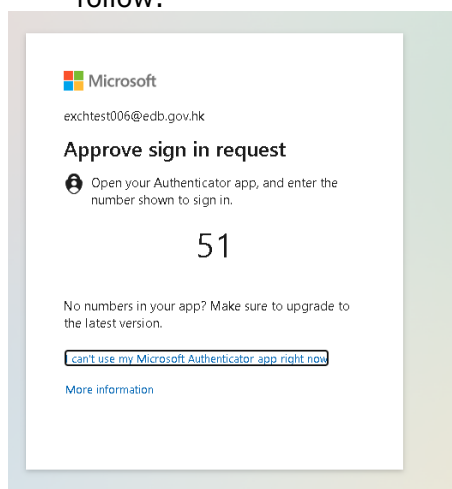 follow:
Microsoft
exchtest006@edb.gov.hk
Approve sign in request
Open your Authenticator app, and enter the
number shown to sign in.
51
No numbers in your app? Make sure to upgrade to
the latest version.
I can't use my Microsoft Authenticator app right now
More information